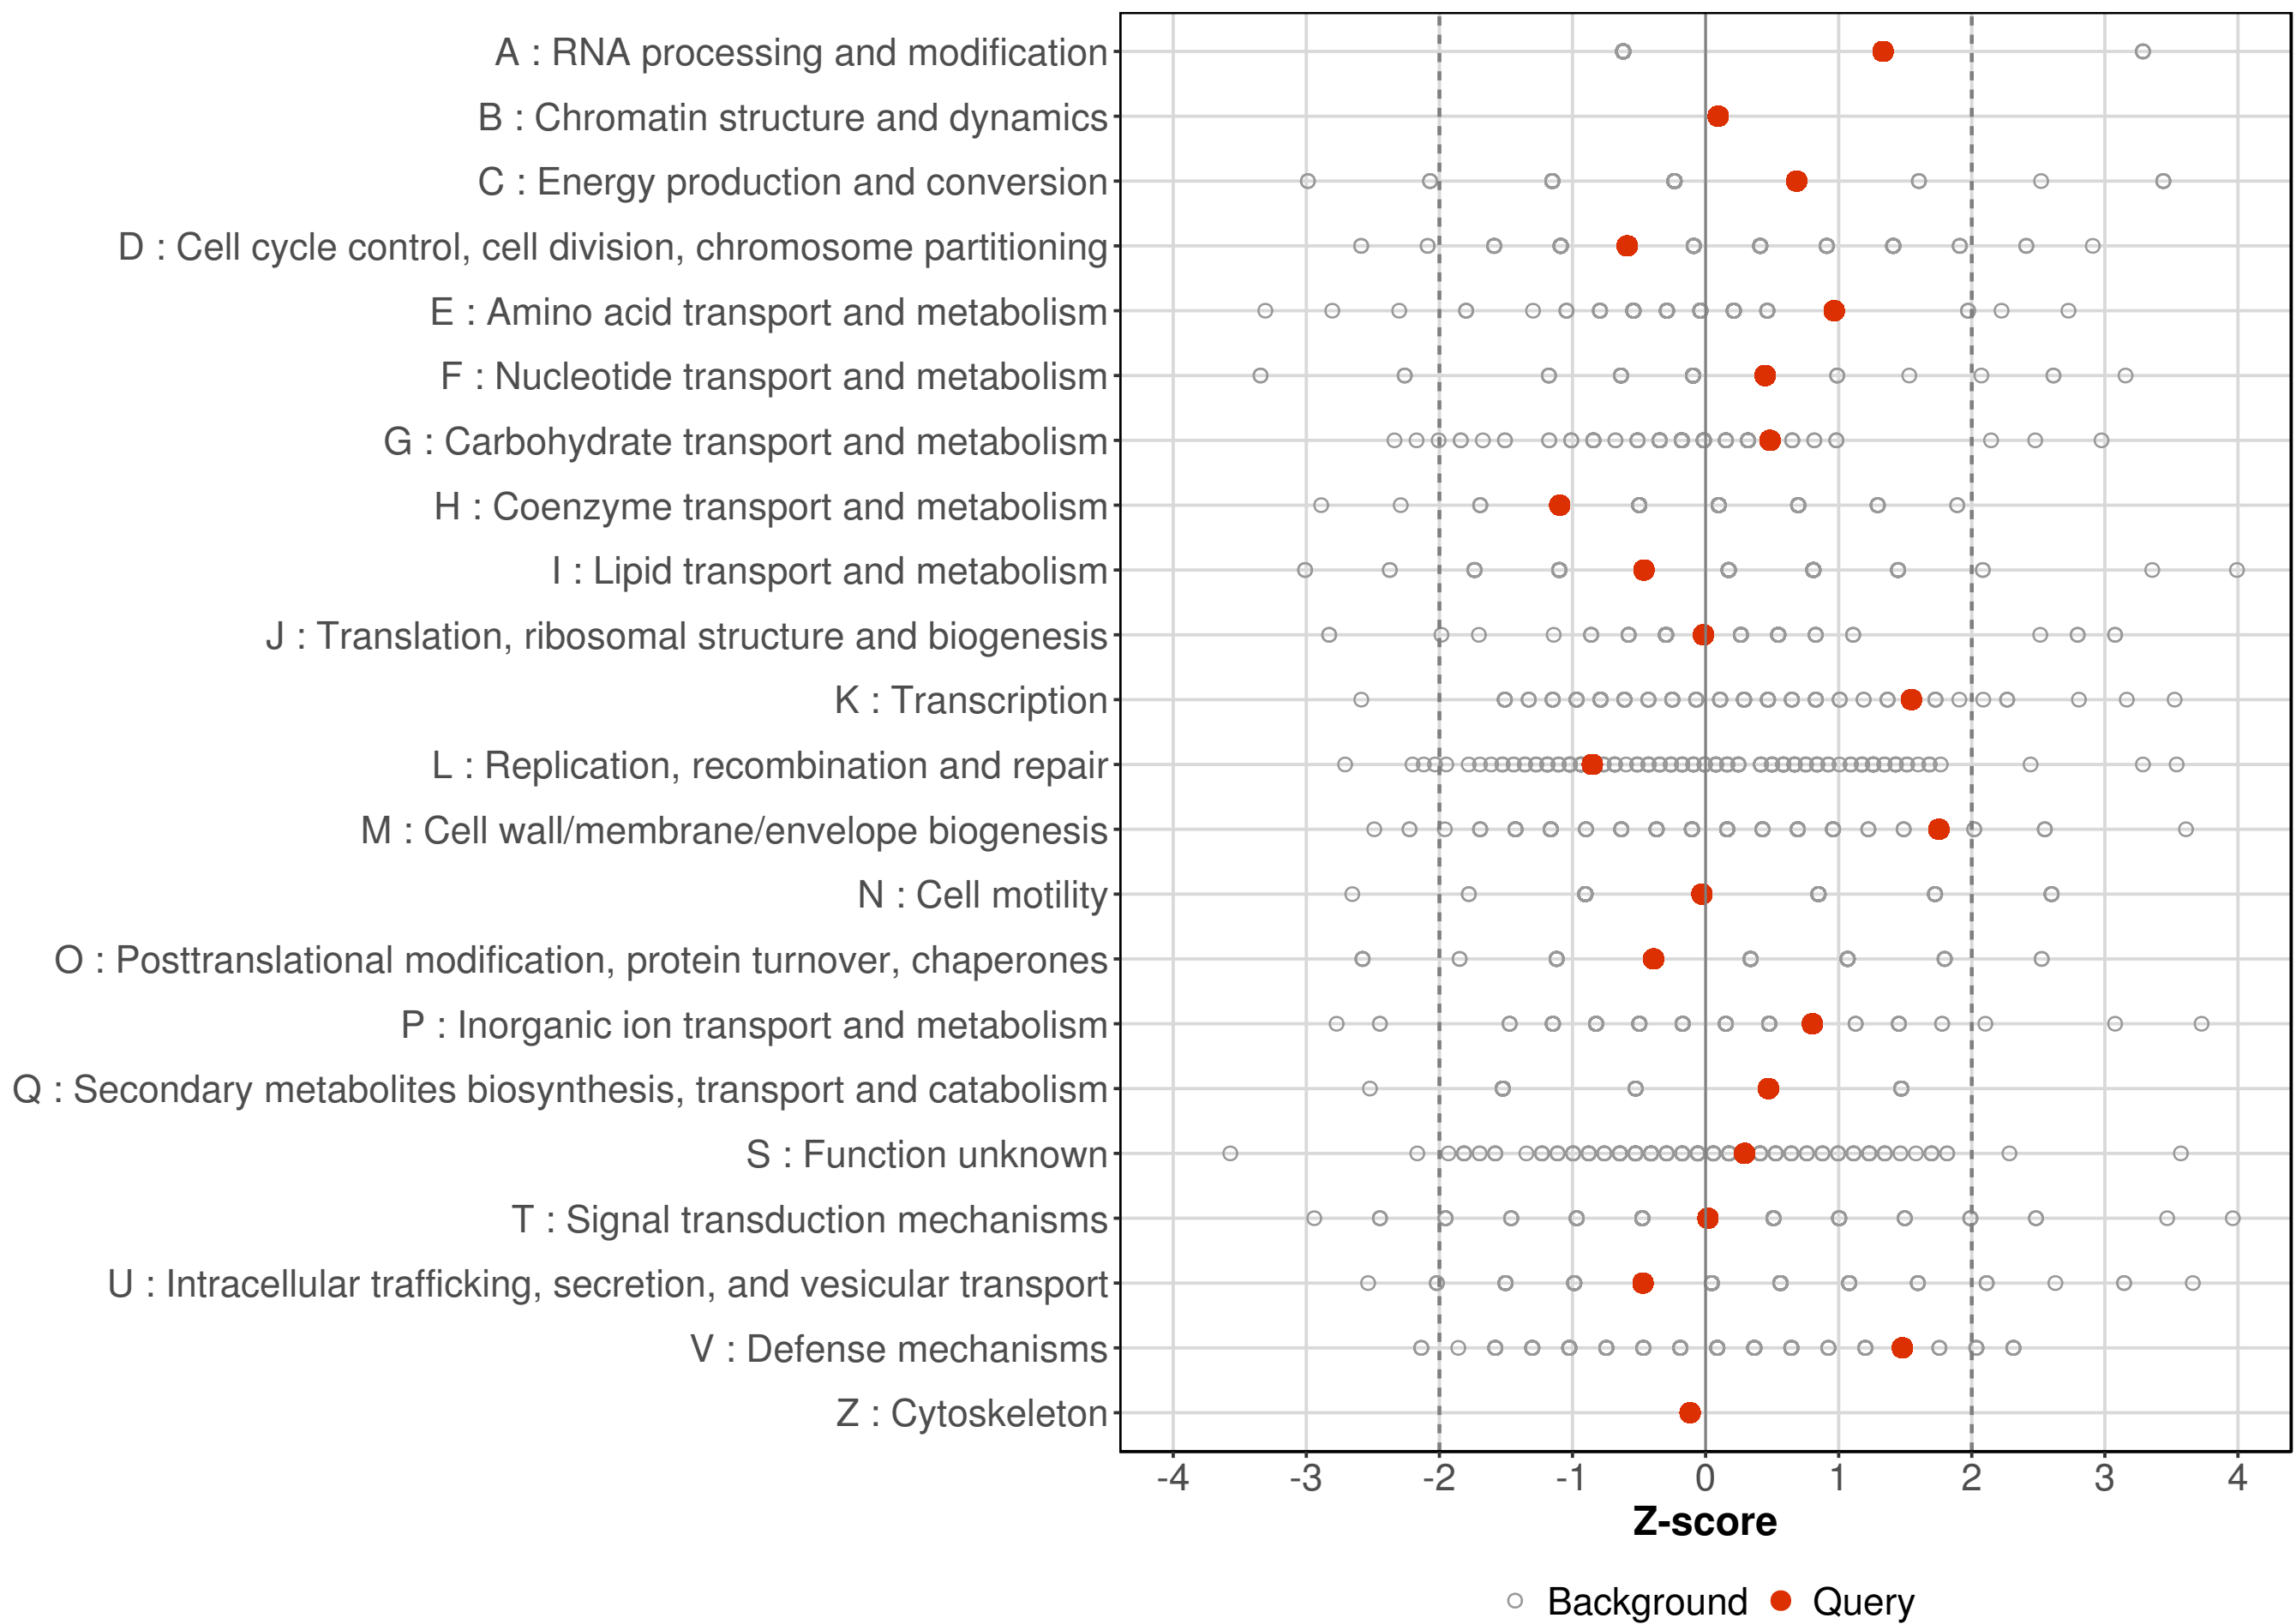 A : RNA processing and modification
B : Chromatin structure and dynamics
C : Energy production and conversion
D : Cell cycle control, cell division, chromosome partitioning
E : Amino acid transport and metabolism
F : Nucleotide transport and metabolism
G : Carbohydrate transport and metabolism
H : Coenzyme transport and metabolism
I : Lipid transport and metabolism
J : Translation, ribosomal structure and biogenesis
K : Transcription
L : Replication, recombination and repair
M : Cell wall/membrane/envelope biogenesis
N : Cell motility
O : Posttranslational modification, protein turnover, chaperones
P : Inorganic ion transport and metabolism
Q : Secondary metabolites biosynthesis, transport and catabolism
S : Function unknown
T : Signal transduction mechanisms
U : Intracellular trafficking, secretion, and vesicular transport
V : Defense mechanisms
Z : Cytoskeleton
-4 -3 -2 -1 0 1 2 3 4
Z-score
Background Query